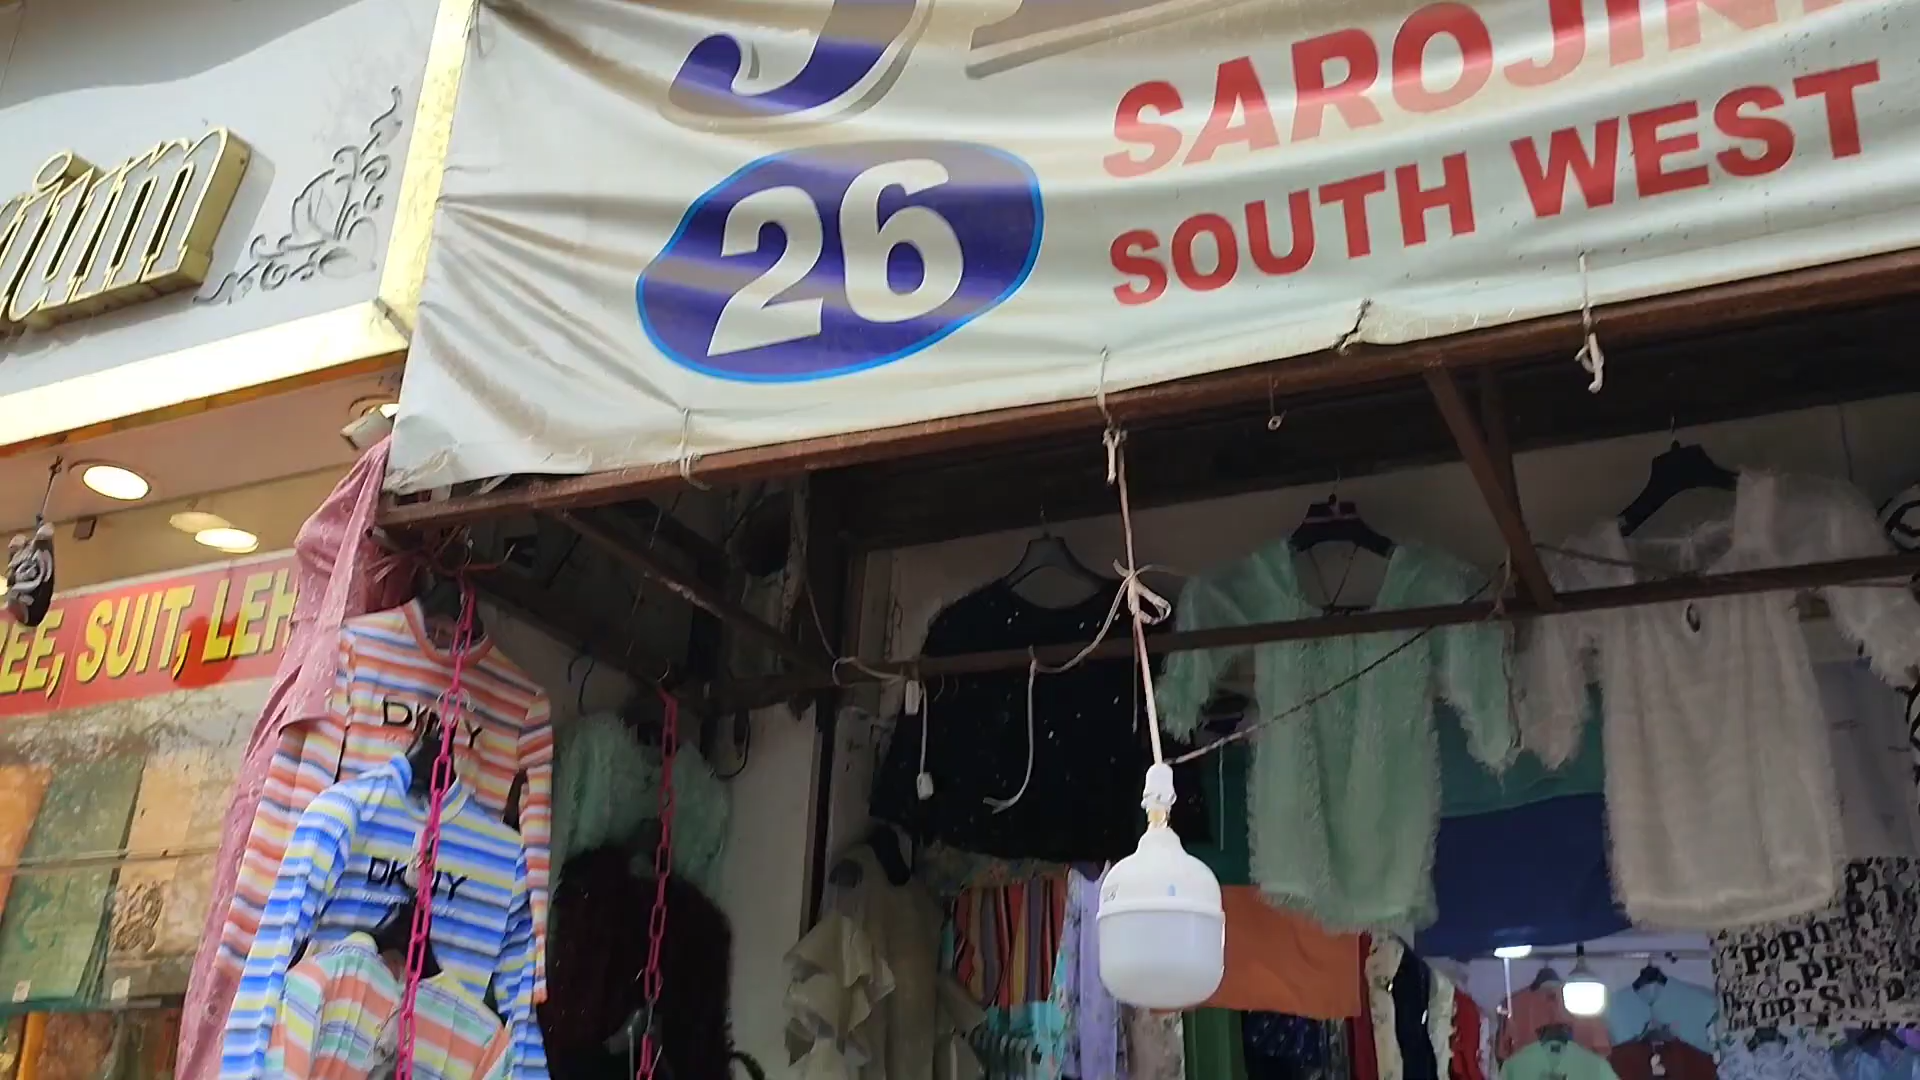 26
SAROJIN
SOUTH WEST
ium
EE, SUIT, LEH
DKNY
DKNY